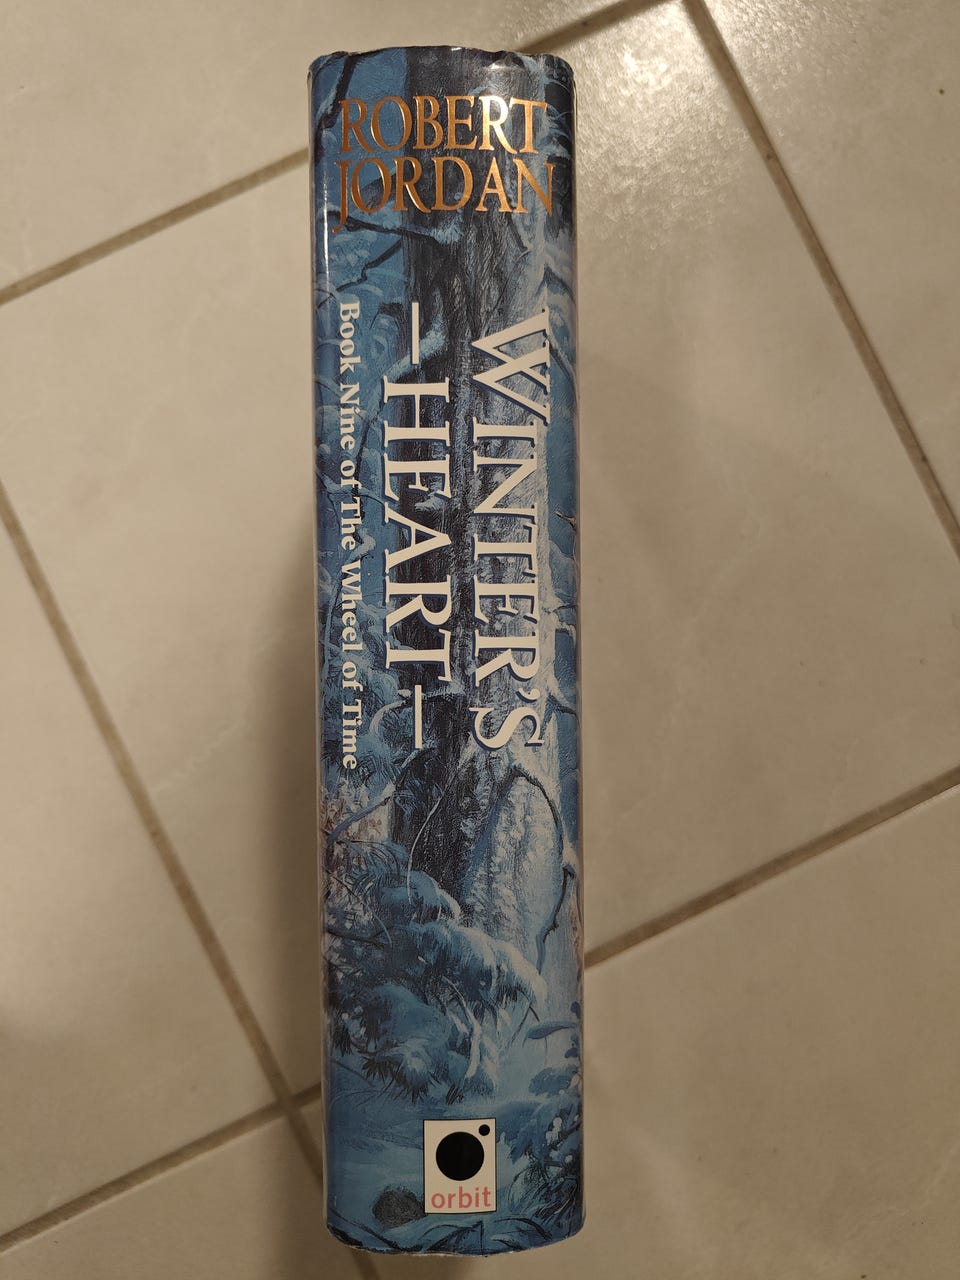 ROBERT
JORDAN
WINTER'S
– HEART –
Book Nine of The Wheel of Time
orbit